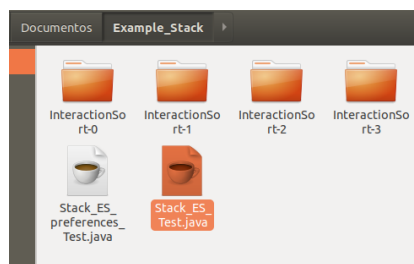 Documentos Example_Stack
InteractionSo InteractionSo InteractionSo InteractionSo
rt-0 rt-1 rt-2 rt-3
Stack_ES_
preferences_
Test.java
Stack_ES_
Test.java